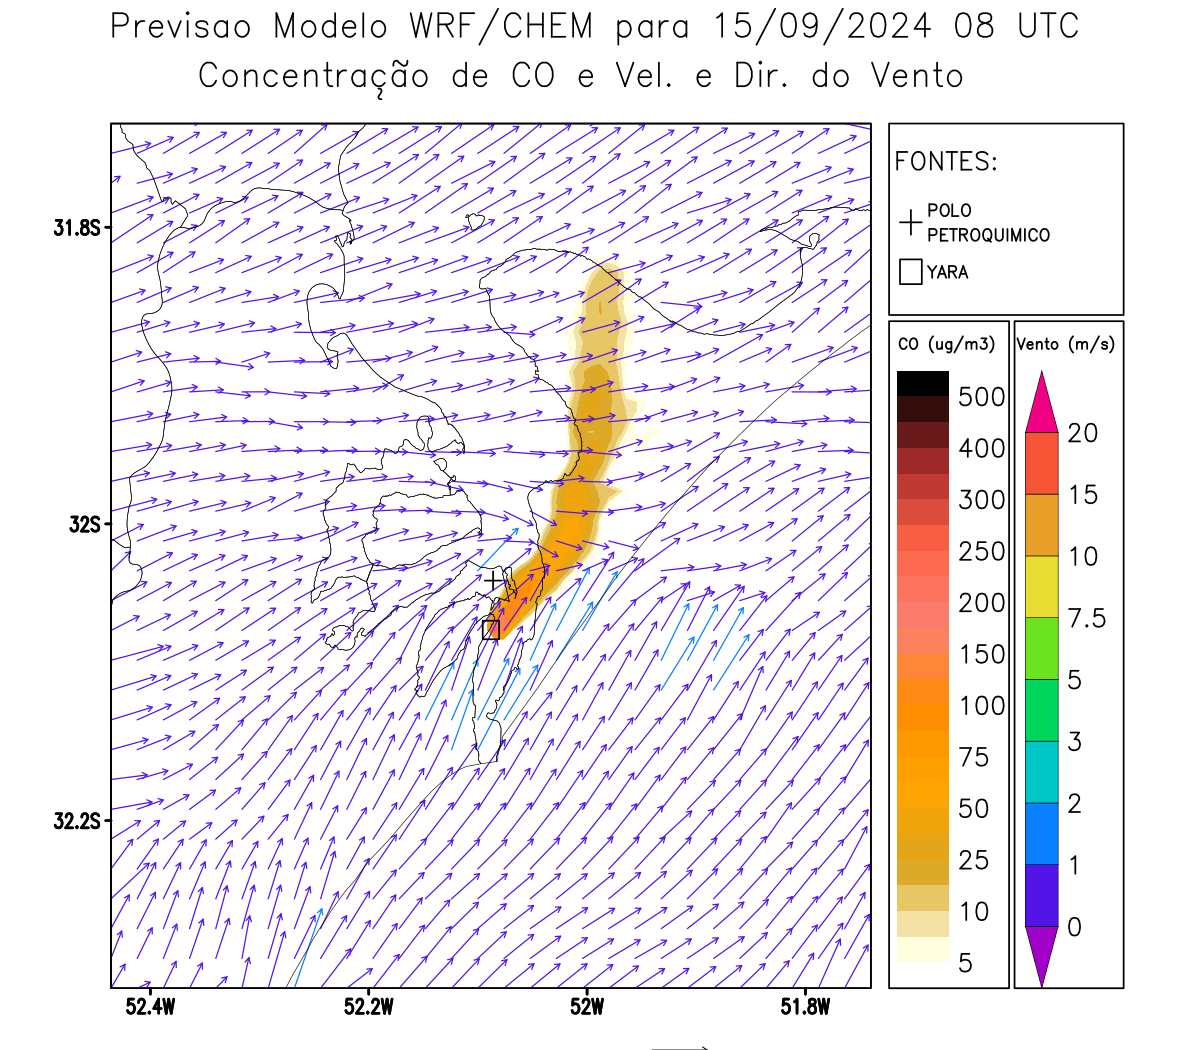 Previsao Modelo WRF/CHEM para 15/09/2024 08 UTC
Concentração de CO e Vel. e Dir. do Vento
FONTES:
POLO
PETROQUIMICO
YARA
31.8S
32S
32.2S
52.4W
52.2W
52W
51.8W
CO (ug/m3)
500
400
300
250
200
150
100
75
50
25
10
5
Vento (m/s)
20
15
10
7.5
5
3
2
1
0